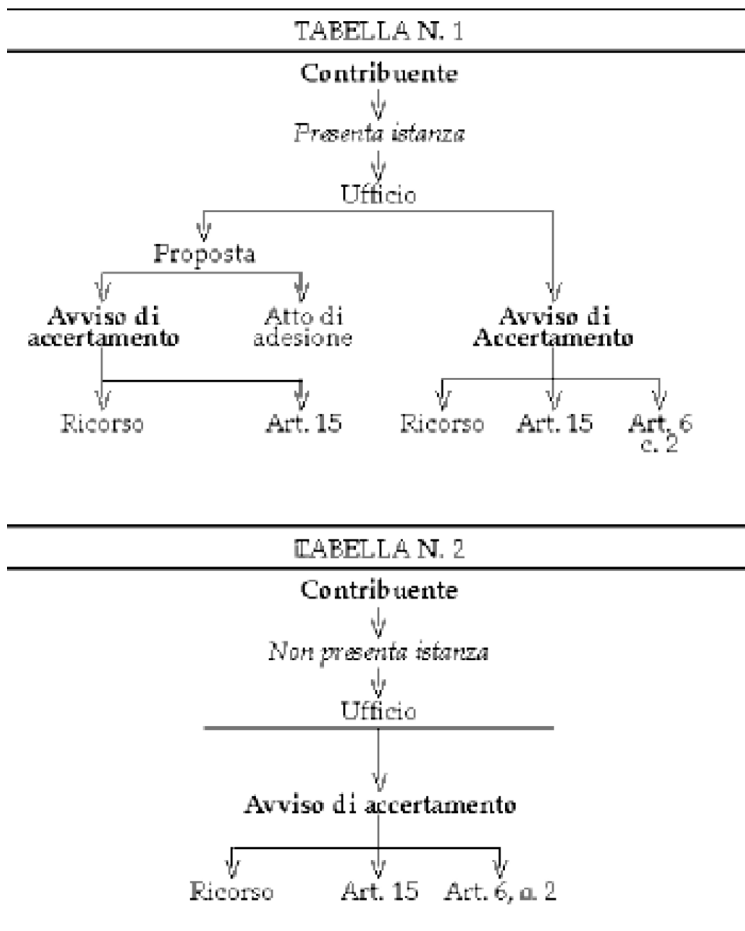 TABELLA N. 1
Contribuente
Presenta istanza
Ufficio
Proposta
Avviso di accertamento
Atto di adesione
Avviso di Accertamento
Ricorso
Art. 15
Ricorso
Art. 15
Art. 6
c. 2
TABELLA N. 2
Contribuente
Non presenta istanza
Ufficio
Avviso di accertamento
Ricorso
Art. 15
Art. 6, c. 2